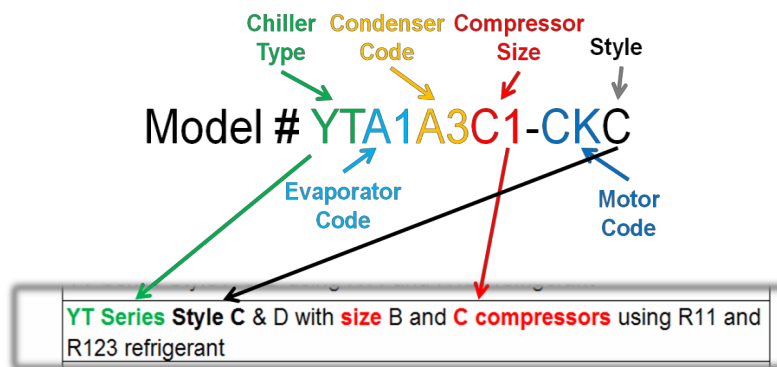 Chiller Type
Condenser Code
Compressor Size
Style
Model # YTA1A3C1-CKC
Evaporator Code
Motor Code
YT Series Style C & D with size B and C compressors using R11 and
R123 refrigerant